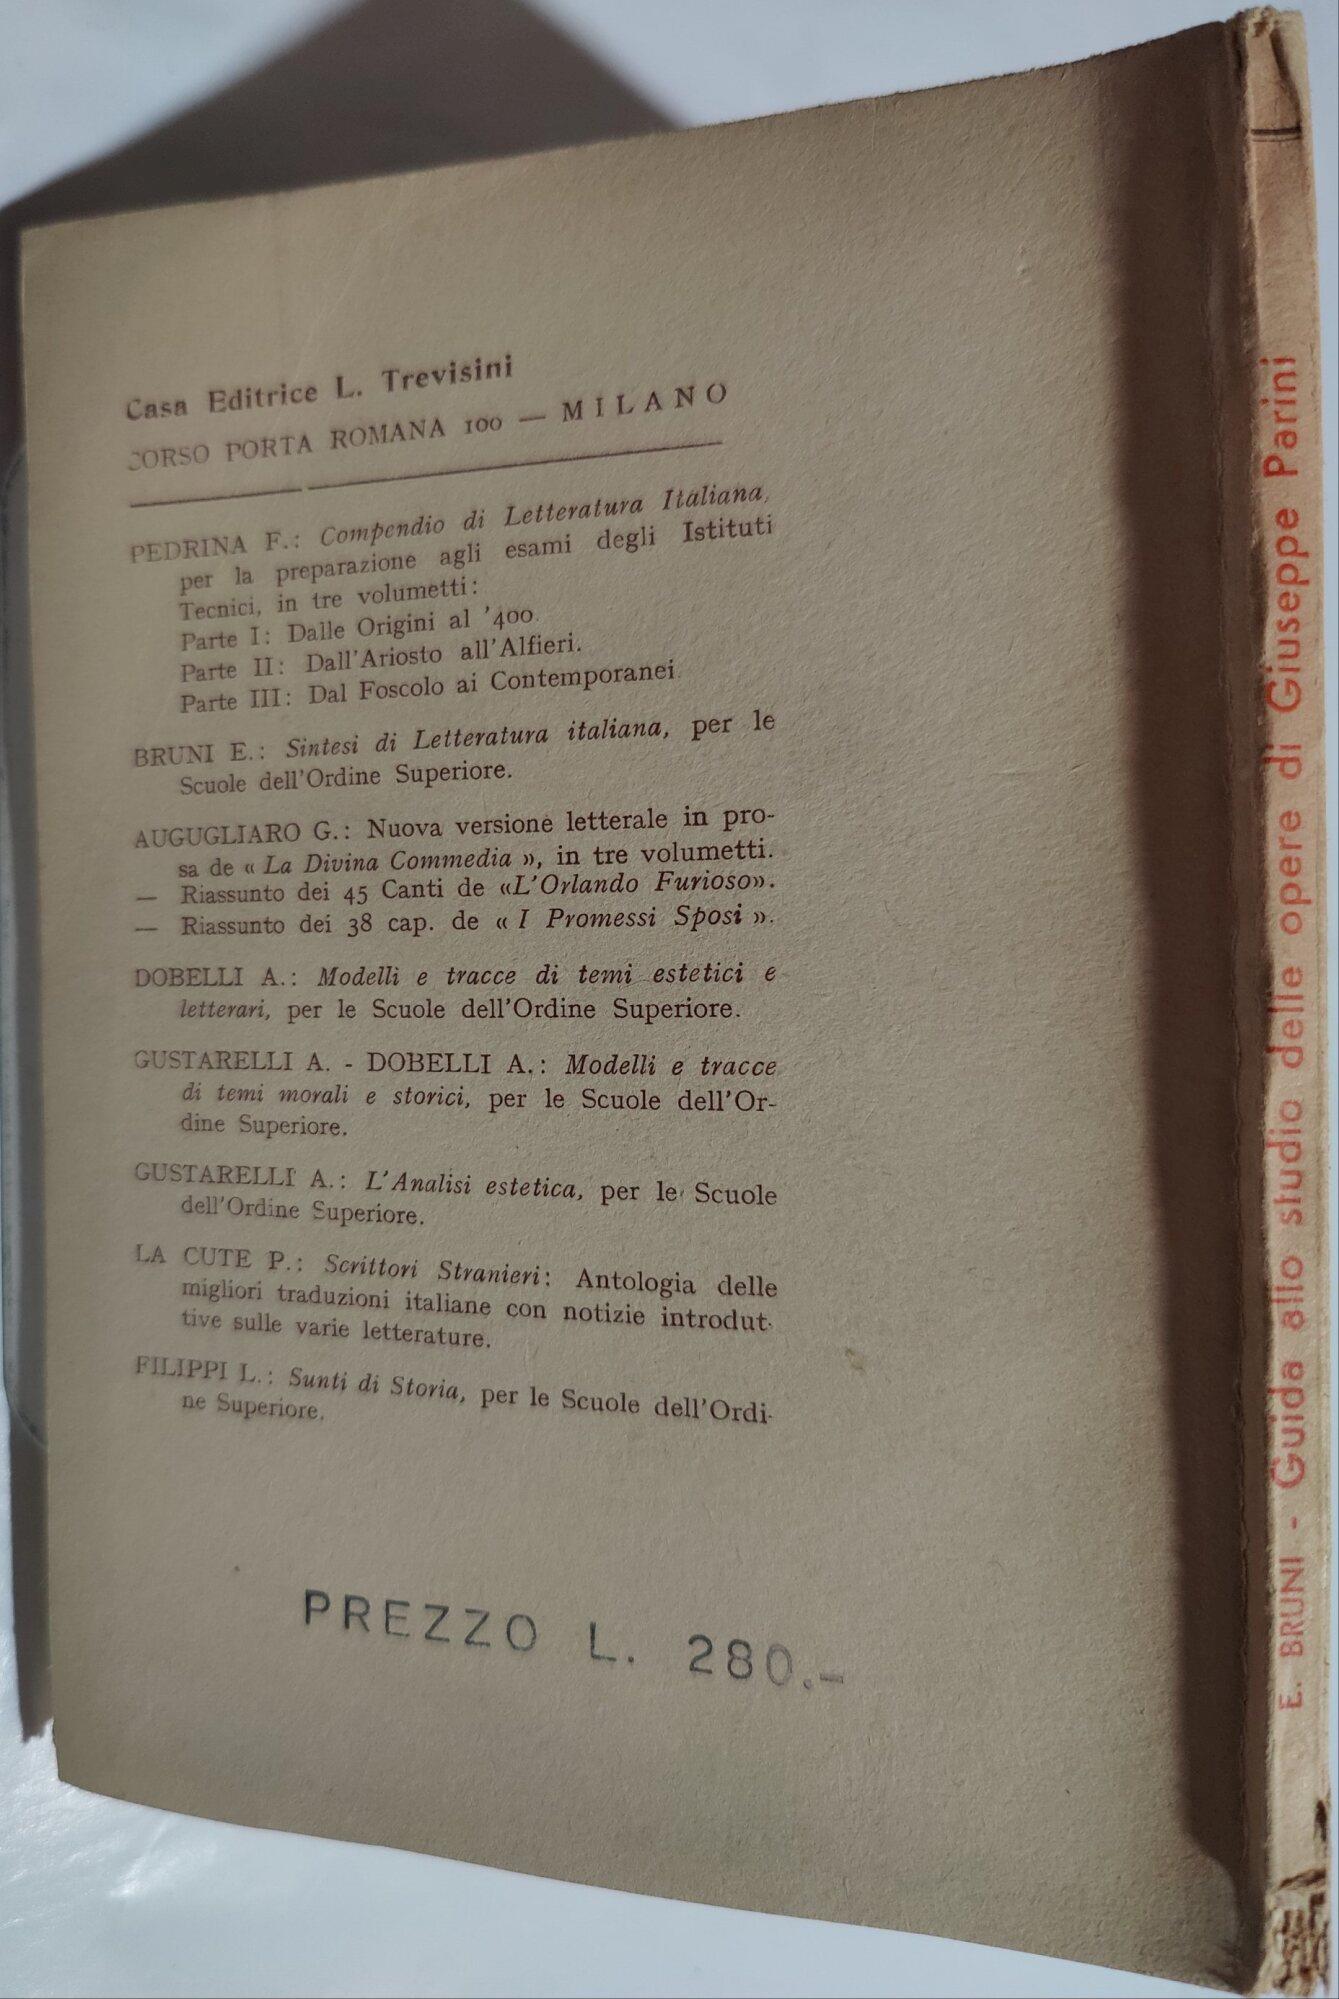 Casa Editrice L. Trevisini
CORSO PORTA ROMANA 100 — MILANO
PEDRINA F.: Compendio di Letteratura Italiana,
per la preparazione agli esami degli Istituti
Tecnici, in tre volumetti:
Parte I: Dalle Origini al '400.
Parte II: Dall'Ariosto all'Alfieri.
Parte III: Dal Foscolo ai Contemporanei.
BRUNI E.: Sintesi di Letteratura italiana, per le
Scuole dell'Ordine Superiore.
AUGUGLIARO G.: Nuova versione letterale in pro-
sa de « La Divina Commedia », in tre volumetti.
— Riassunto dei 45 Canti de «L'Orlando Furioso».
— Riassunto dei 38 cap. de « I Promessi Sposi ».
DOBELLI A.: Modelli e tracce di temi estetici e
letterari, per le Scuole dell'Ordine Superiore.
GUSTARELLI A. - DOBELLI A.: Modelli e tracce
di temi morali e storici, per le Scuole dell'Or-
dine Superiore.
GUSTARELLI A.: L'Analisi estetica, per le Scuole
dell'Ordine Superiore.
LA CUTE P.: Scrittori Stranieri: Antologia delle
migliori traduzioni italiane con notizie introdut-
tive sulle varie letterature.
FILIPPI L.: Sunti di Storia, per le Scuole dell'Ordi-
ne Superiore.
PREZZO L. 280.-
E. BRUNI - Guida allo studio delle opere di Giuseppe Parini